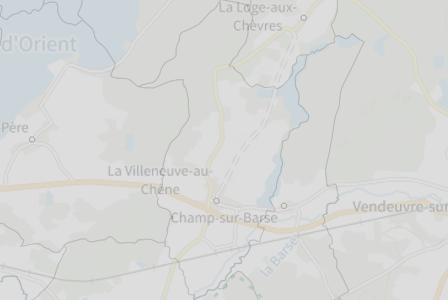 La Loge-aux-
Chèvres
d'Orient
Père
La Villeneuve-au-
Chêne
Champ-sur-Barse
Vendeuvre-sur
la Barse